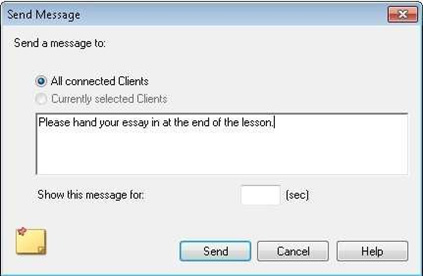 Send Message
Send a message to:
All connected Clients
Currently selected Clients
Please hand your essay in at the end of the lesson.
Show this message for: (sec)
Send Cancel Help